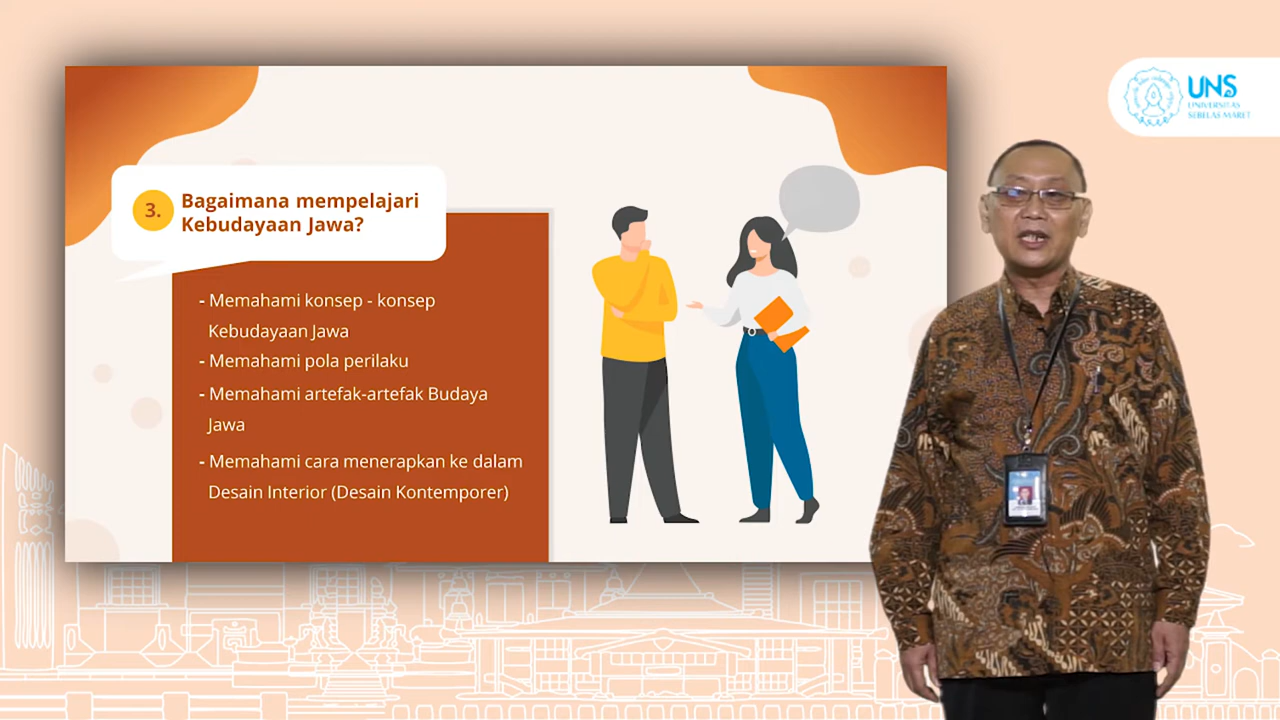 3. Bagaimana mempelajari
Kebudayaan Jawa?
- Memahami konsep - konsep
Kebudayaan Jawa
- Memahami pola perilaku
- Memahami artefak-artefak Budaya
Jawa
- Memahami cara menerapkan ke dalam
Desain Interior (Desain Kontemporer)
UNS
UNIVERSITAS
SEBELAS MARET